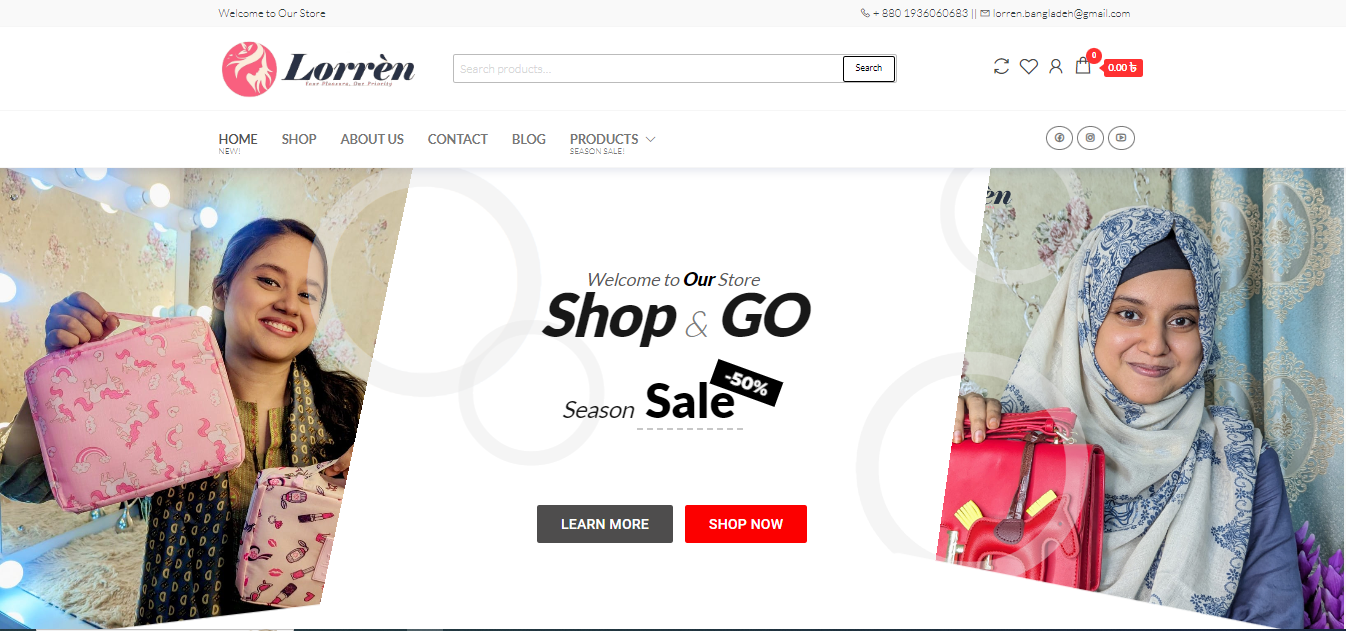 Welcome to Our Store
+ 880 1936060683 || lorren.bangladeh@gmail.com
Lorrèn
Your Pleasure, Our Priority
Search products...
Search
0
0.00 ৳
HOME
NEW!
SHOP
ABOUT US
CONTACT
BLOG
PRODUCTS
SEASON SALE!
èn
Welcome to Our Store
Shop & GO
-50%
Season Sale
LEARN MORE
SHOP NOW